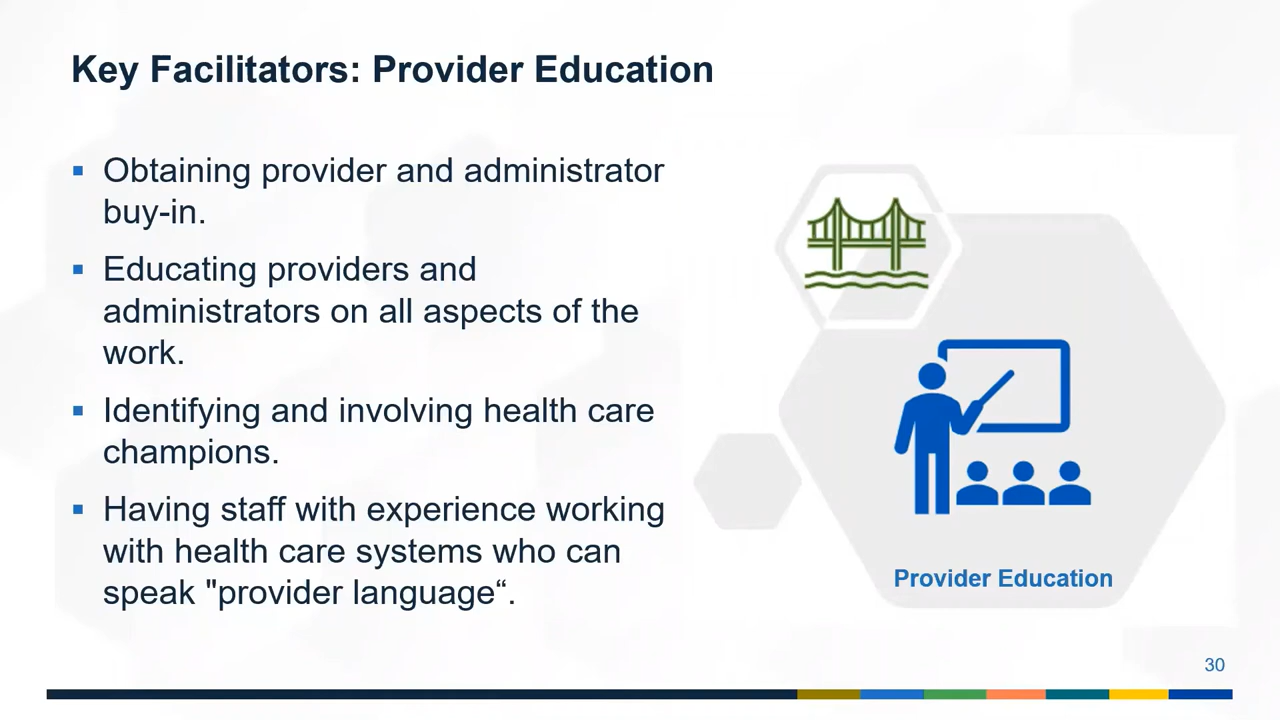 Key Facilitators: Provider Education
▪ Obtaining provider and administrator
buy-in.
▪ Educating providers and
administrators on all aspects of the
work.
▪ Identifying and involving health care
champions.
▪ Having staff with experience working
with health care systems who can
speak "provider language“.
Provider Education
30